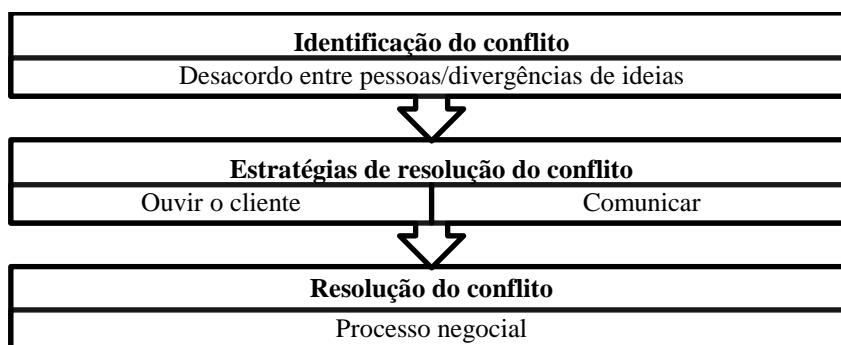 Identificação do conflito
Desacordo entre pessoas/divergências de ideias
Estratégias de resolução do conflito
Ouvir o cliente
Comunicar
Resolução do conflito
Processo negocial